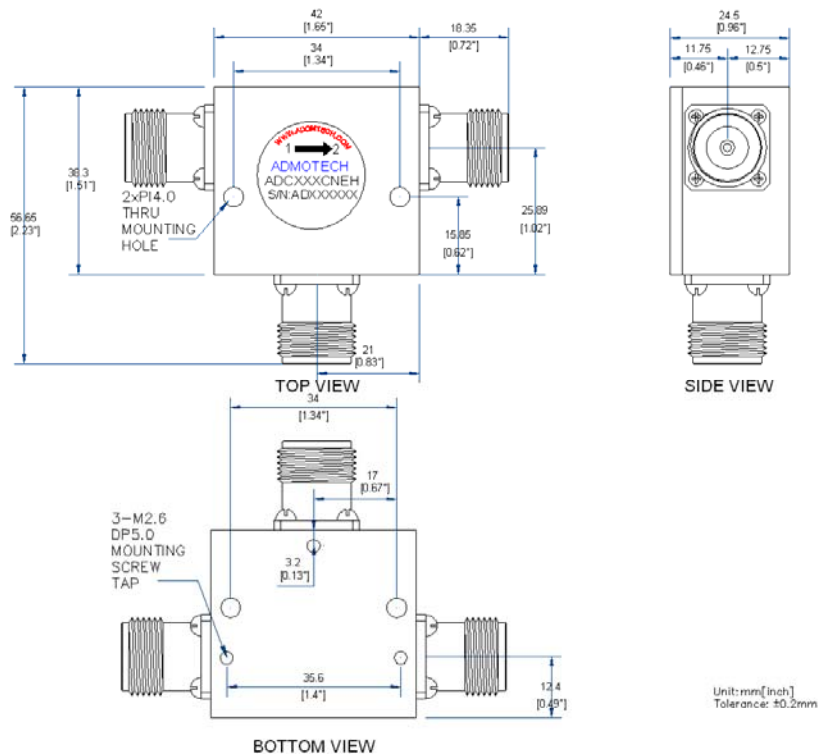 42
[1.65"]
18.35
[0.72"]
34
[1.34"]
24.5
[0.96"]
11.75
[0.46"]
12.75
[0.5"]
WWW.ADOMTECH.COM
1 2
ADMOTECH
ADCXXXCNEH
S/N:ADXXXXXX
2xPI4.0
THRU
MOUNTING
HOLE
56.65
[2.23"]
38.3
[1.51"]
15.85
[0.62"]
25.89
[1.02"]
21
[0.83"]
TOP VIEW
SIDE VIEW
34
[1.34"]
17
[0.67"]
3-M2.6
DP5.0
MOUNTING
SCREW
TAP
3.2
[0.13"]
35.6
[1.4"]
12.4
[0.49"]
Unit:mm[inch]
Tolerance: ±0.2mm
BOTTOM VIEW